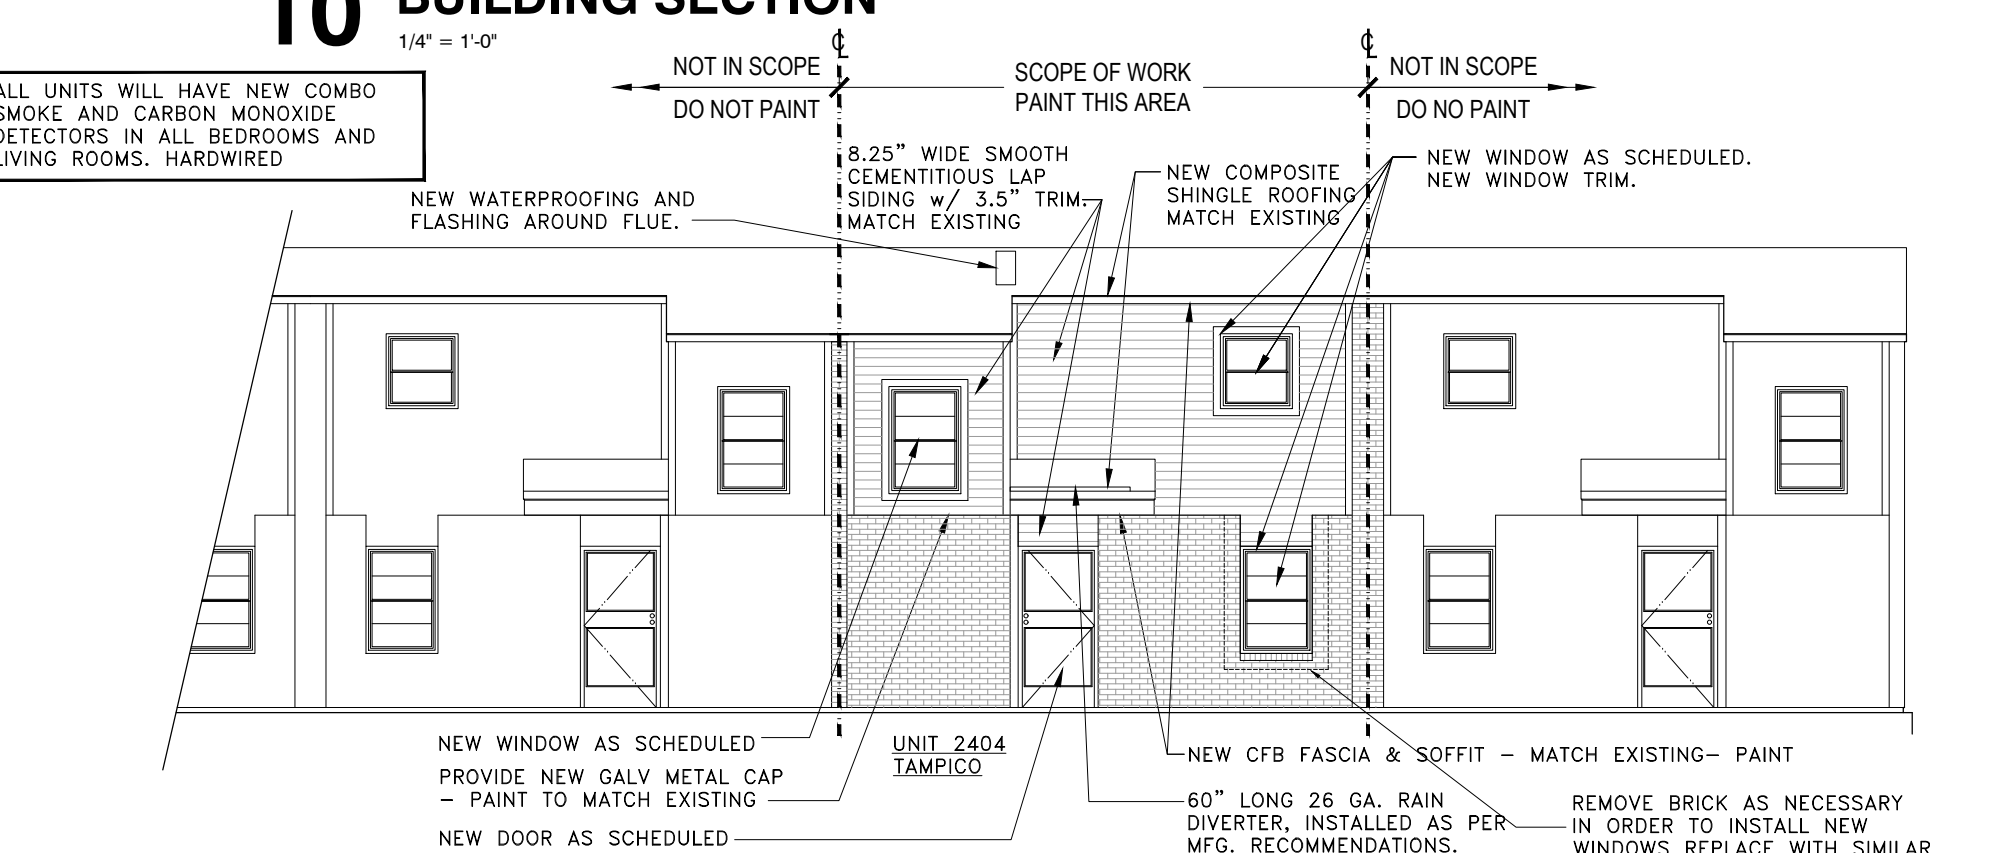 10 BUILDING SECTION
1/4" = 1'-0"
ALL UNITS WILL HAVE NEW COMBO
SMOKE AND CARBON MONOXIDE
DETECTORS IN ALL BEDROOMS AND
LIVING ROOMS. HARDWIRED
NOT IN SCOPE
DO NOT PAINT
SCOPE OF WORK
PAINT THIS AREA
NOT IN SCOPE
DO NO PAINT
NEW WATERPROOFING AND
FLASHING AROUND FLUE.
8.25" WIDE SMOOTH
CEMENTITIOUS LAP
SIDING w/ 3.5" TRIM.
MATCH EXISTING
NEW COMPOSITE
SHINGLE ROOFING
MATCH EXISTING
NEW WINDOW AS SCHEDULED.
NEW WINDOW TRIM.
NEW WINDOW AS SCHEDULED
PROVIDE NEW GALV METAL CAP
– PAINT TO MATCH EXISTING
NEW DOOR AS SCHEDULED
UNIT 2404
TAMPICO
NEW CFB FASCIA & SOFFIT – MATCH EXISTING– PAINT
60" LONG 26 GA. RAIN
DIVERTER, INSTALLED AS PER
MFG. RECOMMENDATIONS.
REMOVE BRICK AS NECESSARY
IN ORDER TO INSTALL NEW
WINDOWS REPLACE WITH SIMILAR